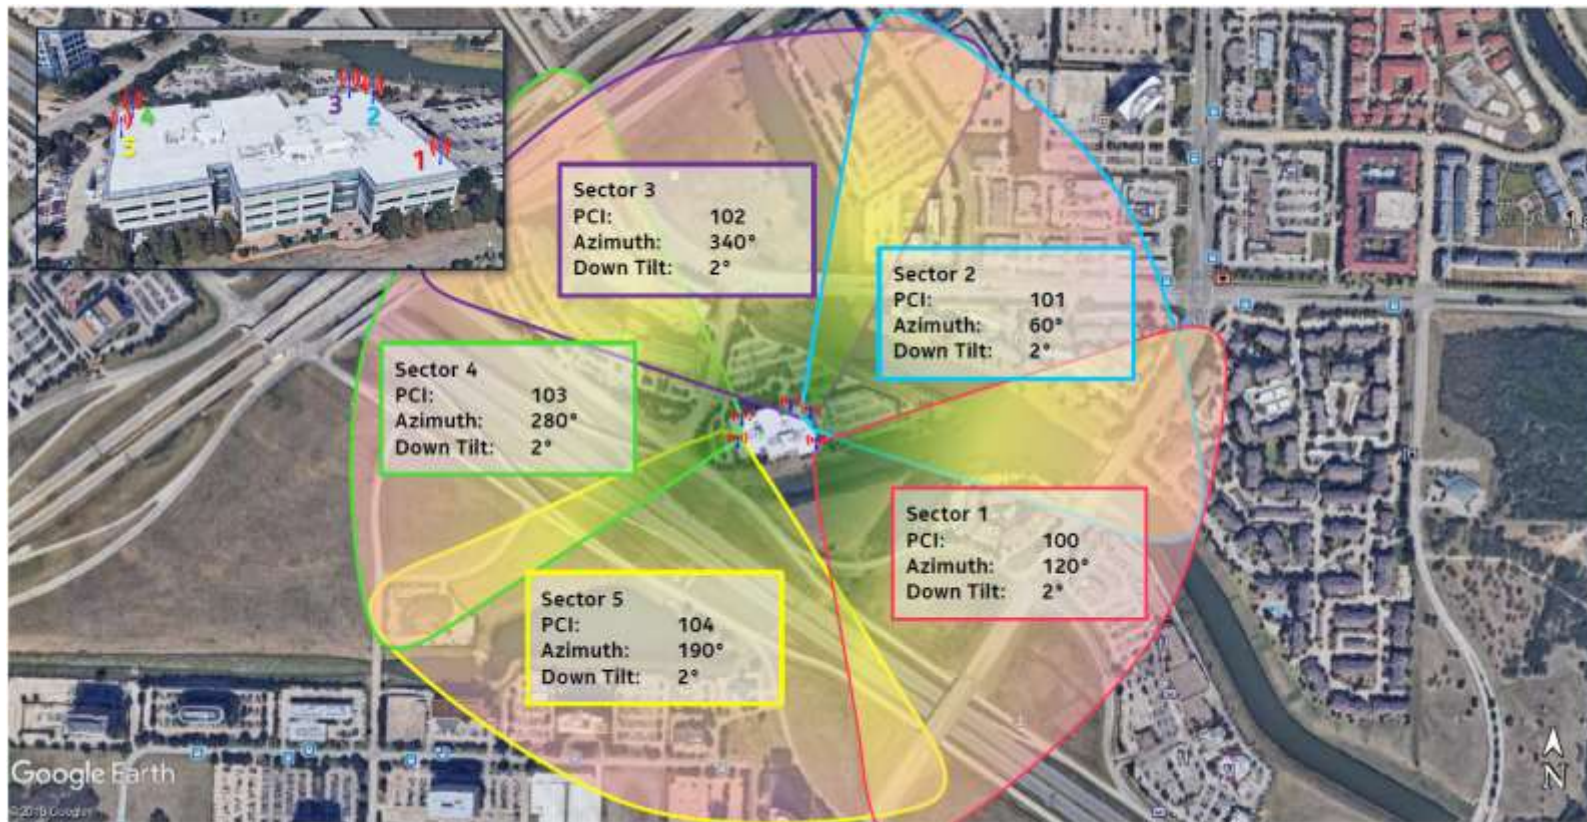 3
2
1
4
5
Sector 3
PCI: 102
Azimuth: 340°
Down Tilt: 2°
Sector 2
PCI: 101
Azimuth: 60°
Down Tilt: 2°
Sector 4
PCI: 103
Azimuth: 280°
Down Tilt: 2°
Sector 1
PCI: 100
Azimuth: 120°
Down Tilt: 2°
Sector 5
PCI: 104
Azimuth: 190°
Down Tilt: 2°
Google Earth
N